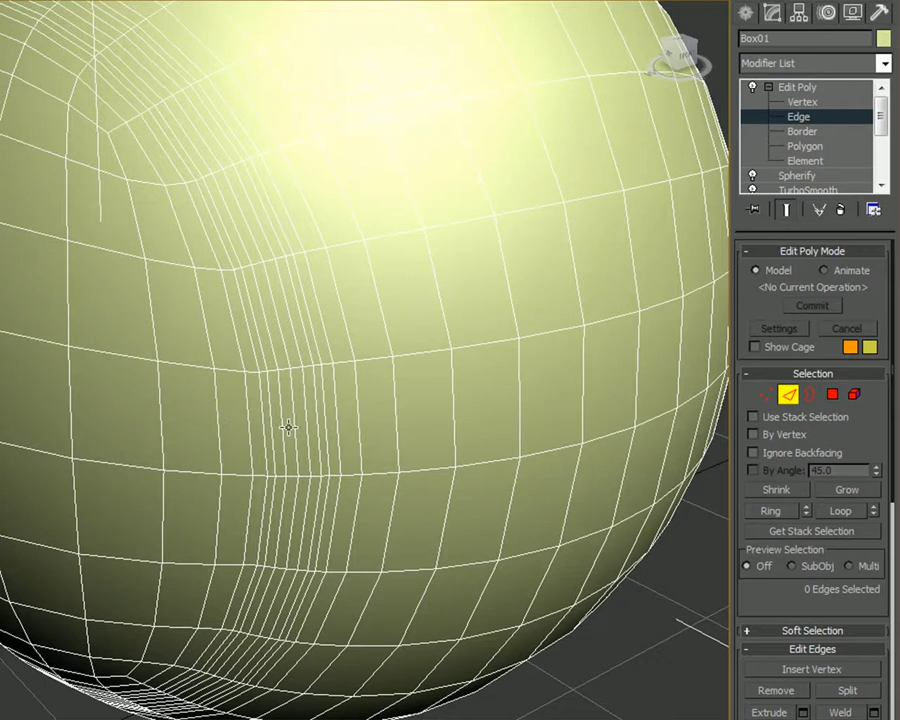 Box01
Modifier List
Edit Poly
Vertex
Edge
Border
Polygon
Element
Spherify
TurboSmooth
- Edit Poly Mode
Model Animate
<No Current Operation>
Commit
Settings Cancel
Show Cage
- Selection
Use Stack Selection
By Vertex
Ignore Backfacing
By Angle: 45.0
Shrink Grow
Ring Loop
Get Stack Selection
Preview Selection
Off SubObj Multi
0 Edges Selected
+ Soft Selection
- Edit Edges
Insert Vertex
Remove Split
Extrude Weld